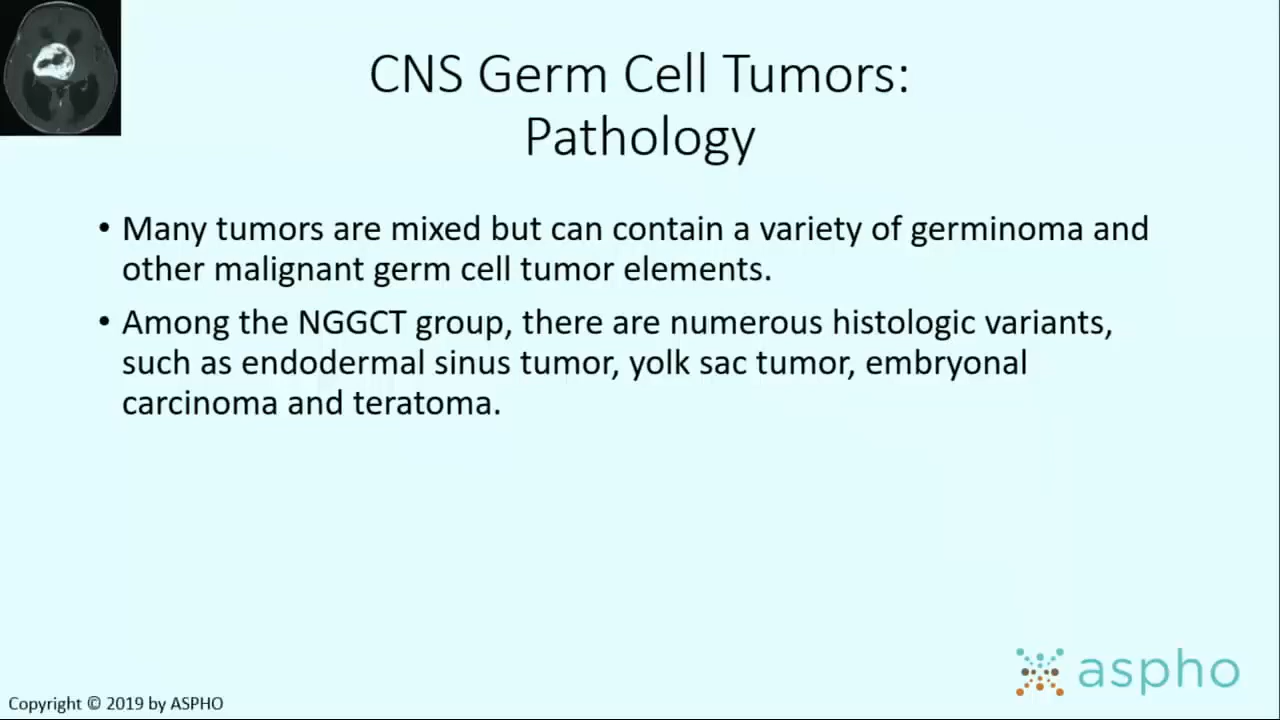 CNS Germ Cell Tumors:
Pathology
• Many tumors are mixed but can contain a variety of germinoma and
other malignant germ cell tumor elements.
• Among the NGGCT group, there are numerous histologic variants,
such as endodermal sinus tumor, yolk sac tumor, embryonal
carcinoma and teratoma.
aspho
Copyright © 2019 by ASPHO